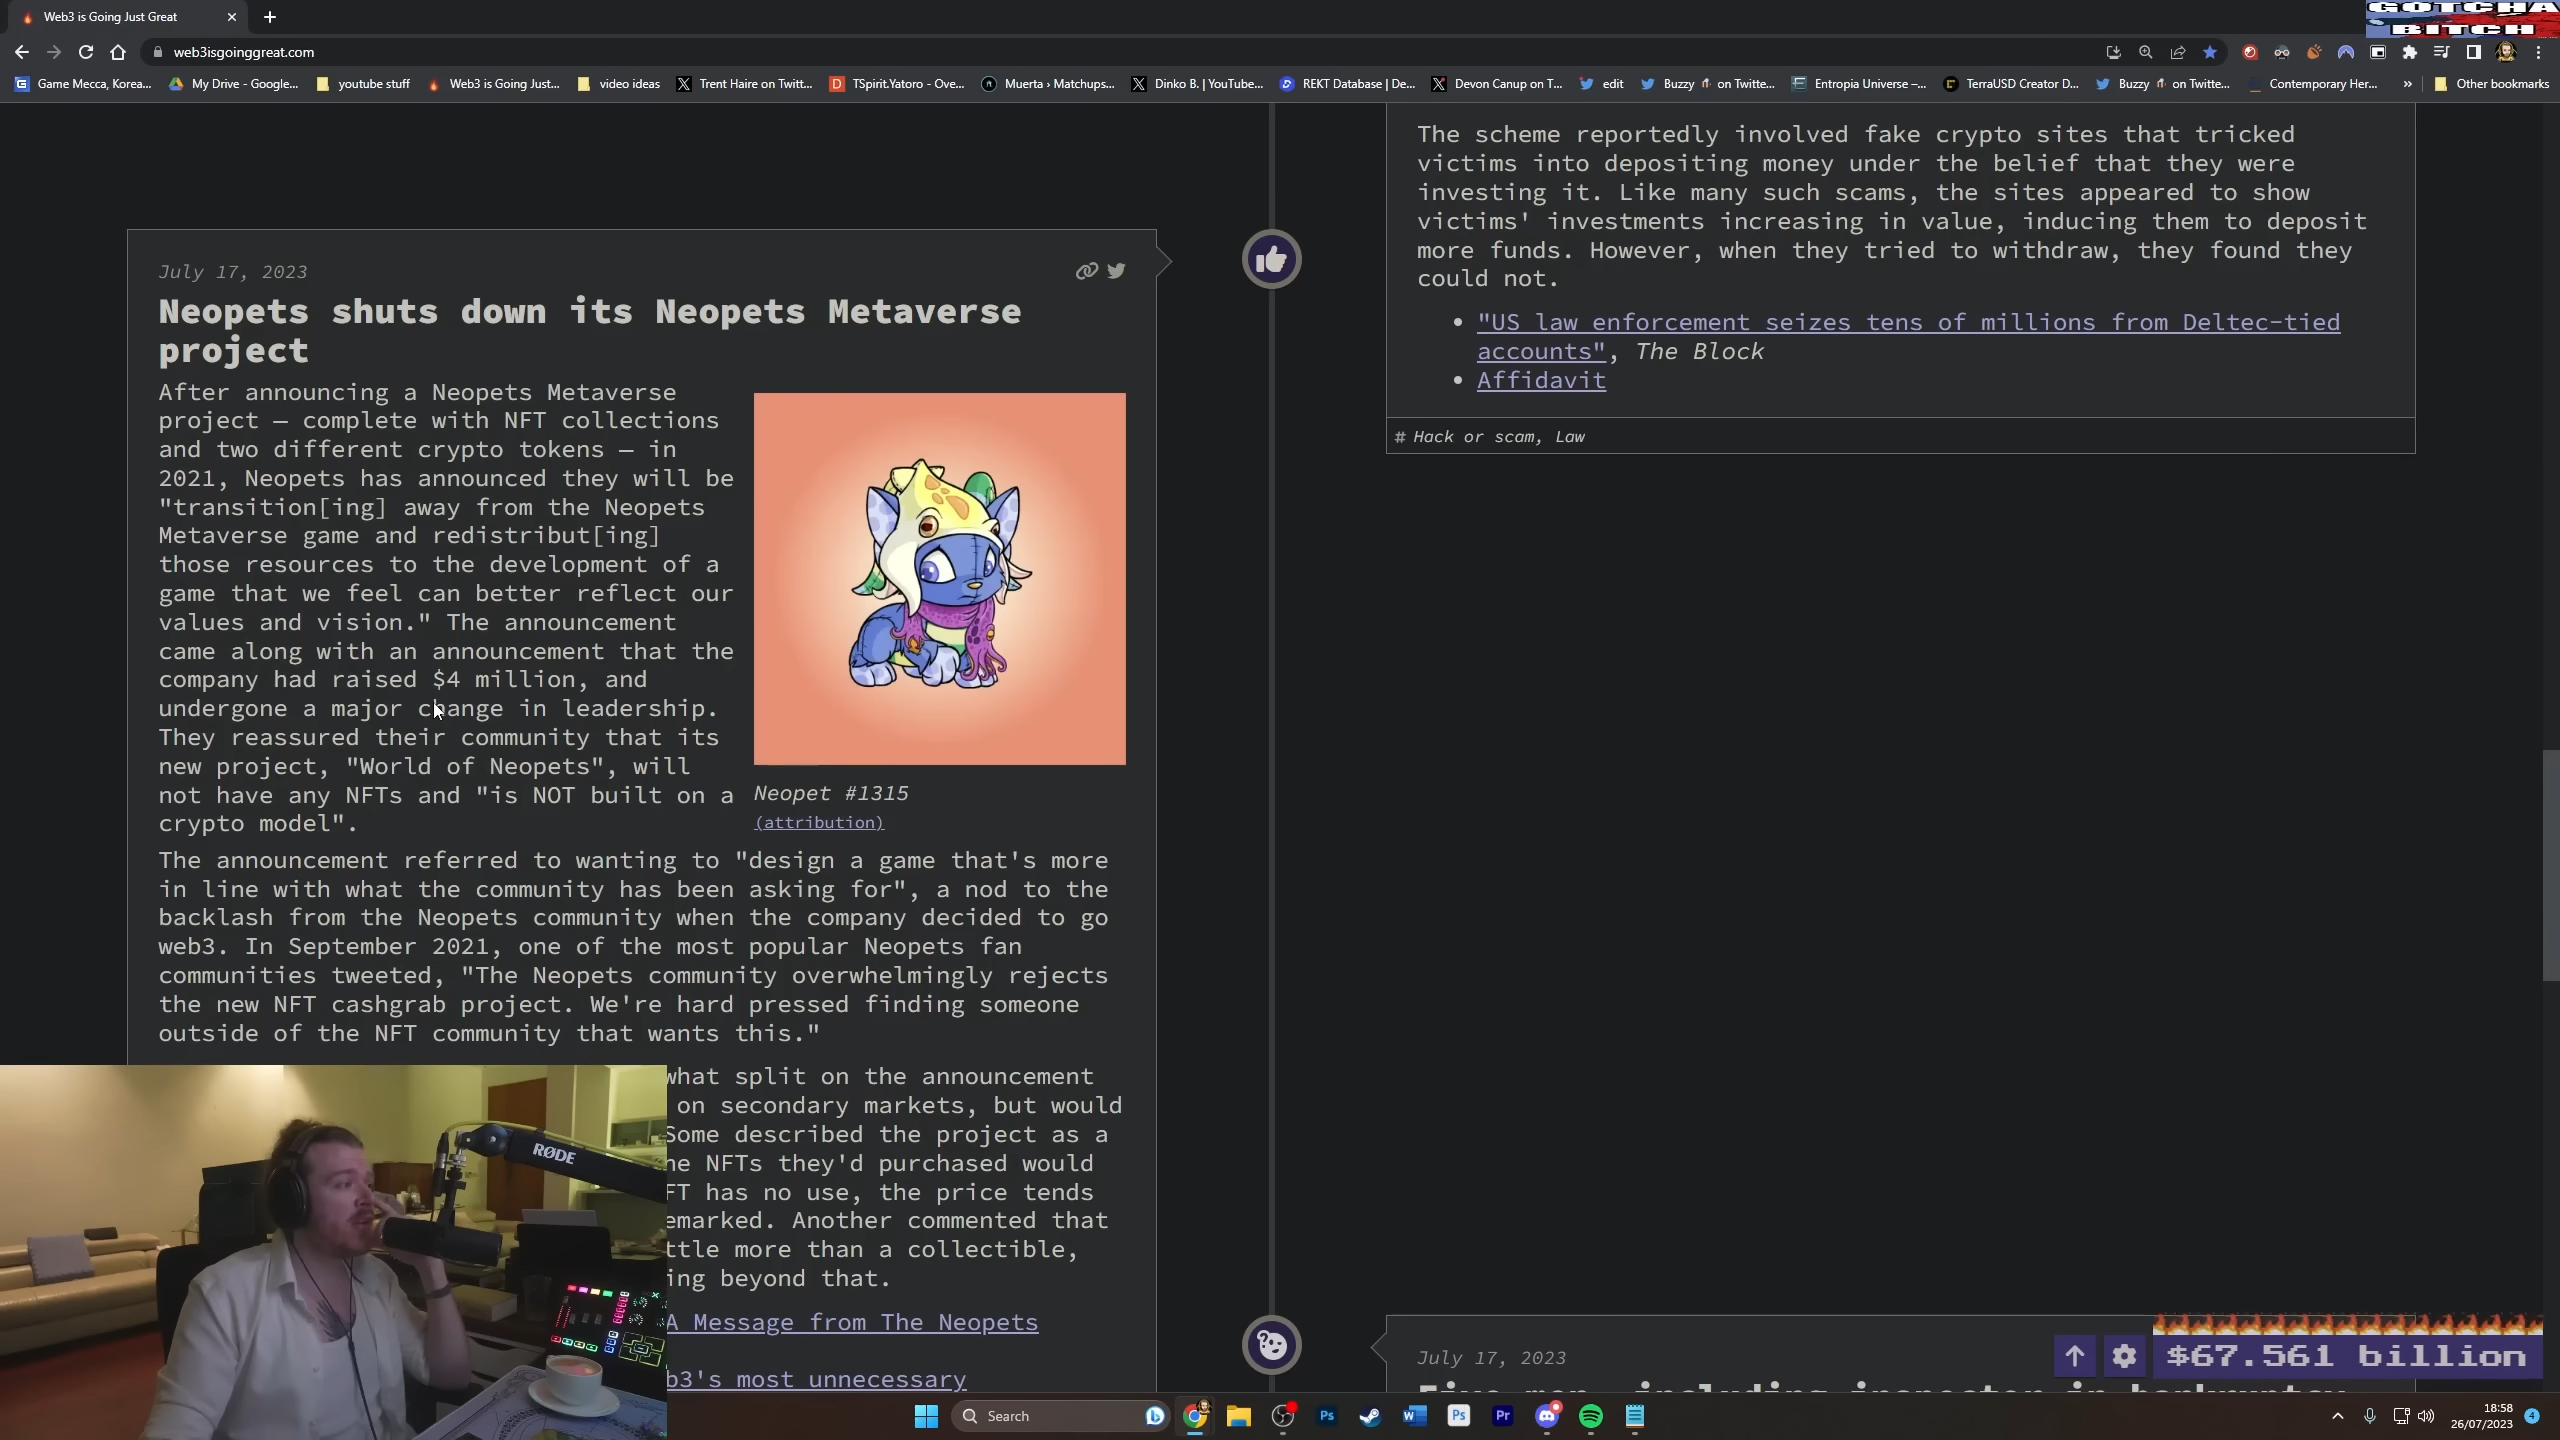 Web3 is Going Just Great
GOTCHA
BITCH
web3isgoinggreat.com
Game Mecca, Korea...
My Drive - Google...
youtube stuff
Web3 is Going Just...
video ideas
Trent Haire on Twitt...
TSpirit.Yatoro - Ove...
Muerta › Matchups...
Dinko B. | YouTube...
REKT Database | De...
Devon Canup on T...
edit
Buzzy on Twitte...
Entropia Universe –...
TerraUSD Creator D...
Buzzy on Twitte...
Contemporary Her...
Other bookmarks
July 17, 2023
Neopets shuts down its Neopets Metaverse
project
After announcing a Neopets Metaverse
project — complete with NFT collections
and two different crypto tokens — in
2021, Neopets has announced they will be
"transition[ing] away from the Neopets
Metaverse game and redistribut[ing]
those resources to the development of a
game that we feel can better reflect our
values and vision." The announcement
came along with an announcement that the
company had raised $4 million, and
undergone a major change in leadership.
They reassured their community that its
new project, "World of Neopets", will
not have any NFTs and "is NOT built on a
crypto model".
Neopet #1315
(attribution)
The announcement referred to wanting to "design a game that's more
in line with what the community has been asking for", a nod to the
backlash from the Neopets community when the company decided to go
web3. In September 2021, one of the most popular Neopets fan
communities tweeted, "The Neopets community overwhelmingly rejects
the new NFT cashgrab project. We're hard pressed finding someone
outside of the NFT community that wants this."
what split on the announcement
on secondary markets, but would
Some described the project as a
NFTs they'd purchased would
has no use, the price tends
Another commented that
more than a collectible,
beyond that.
A Message from The Neopets
most unnecessary
RØDE
The scheme reportedly involved fake crypto sites that tricked
victims into depositing money under the belief that they were
investing it. Like many such scams, the sites appeared to show
victims' investments increasing in value, inducing them to deposit
more funds. However, when they tried to withdraw, they found they
could not.
• "US law enforcement seizes tens of millions from Deltec-tied
accounts", The Block
• Affidavit
# Hack or scam, Law
July 17, 2023
$67.561 billion
Search
Ps
Ps
Pr
18:58
26/07/2023
4